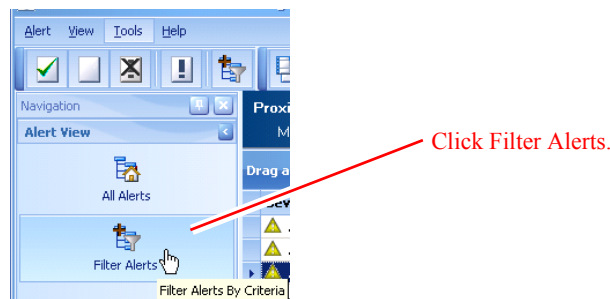 Alert View Tools Help
Navigation
Proxi
Alert View
M
Click Filter Alerts.
Drag a
All Alerts
Filter Alerts
Filter Alerts By Criteria